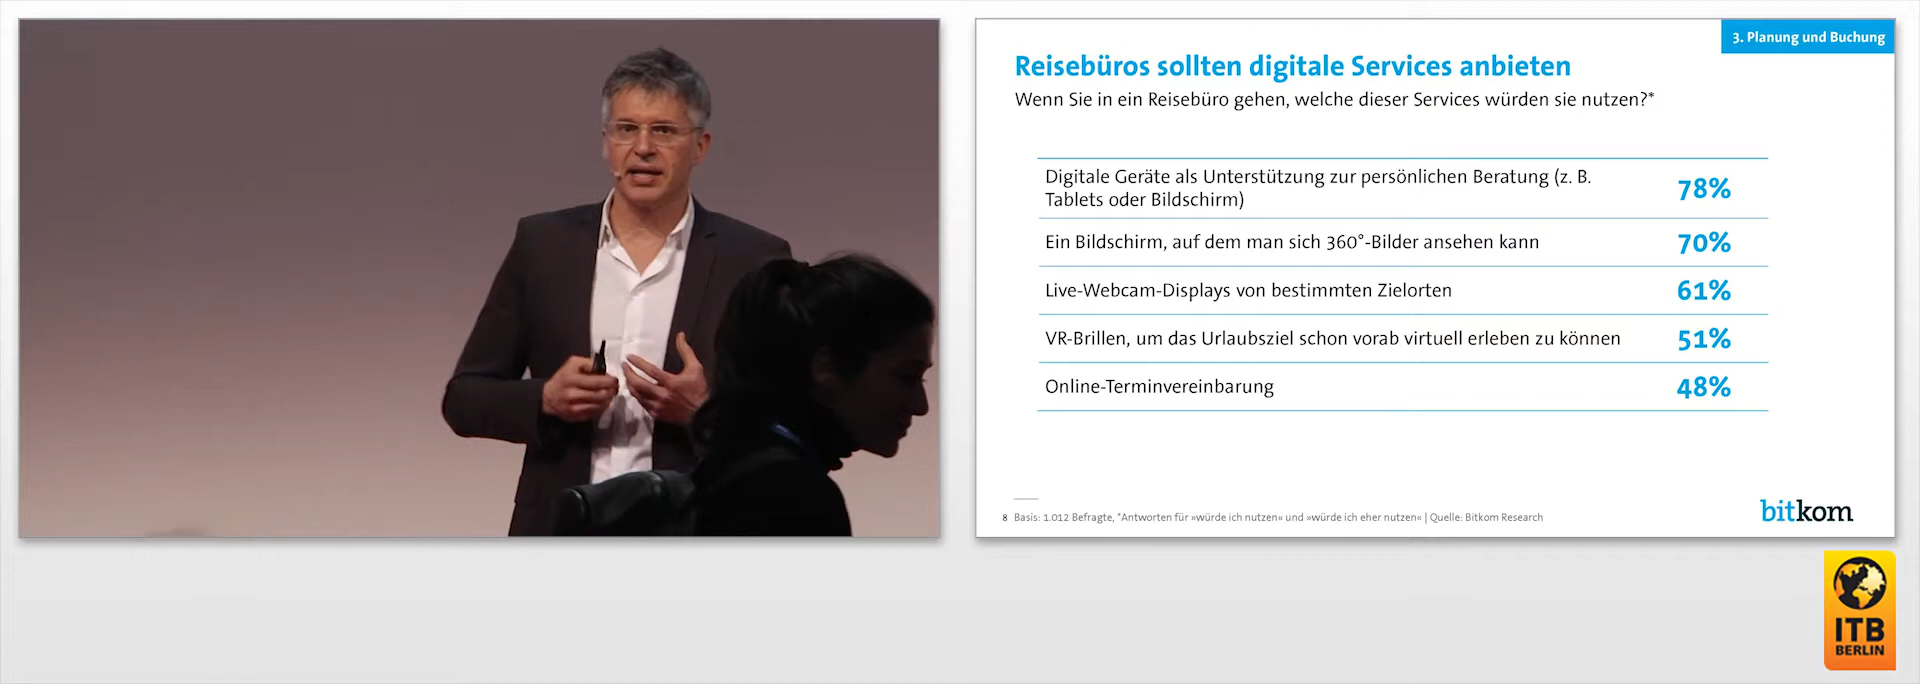 3. Planung und Buchung
Reisebüros sollten digitale Services anbieten
Wenn Sie in ein Reisebüro gehen, welche dieser Services würden sie nutzen?*
Digitale Geräte als Unterstützung zur persönlichen Beratung (z. B.
Tablets oder Bildschirm)
78%
Ein Bildschirm, auf dem man sich 360°-Bilder ansehen kann
70%
Live-Webcam-Displays von bestimmten Zielorten
61%
VR-Brillen, um das Urlaubsziel schon vorab virtuell erleben zu können
51%
Online-Terminvereinbarung
48%
8 Basis: 1.012 Befragte, *Antworten für »würde ich nutzen« und »würde ich eher nutzen« | Quelle: Bitkom Research
bitkom
ITB
BERLIN